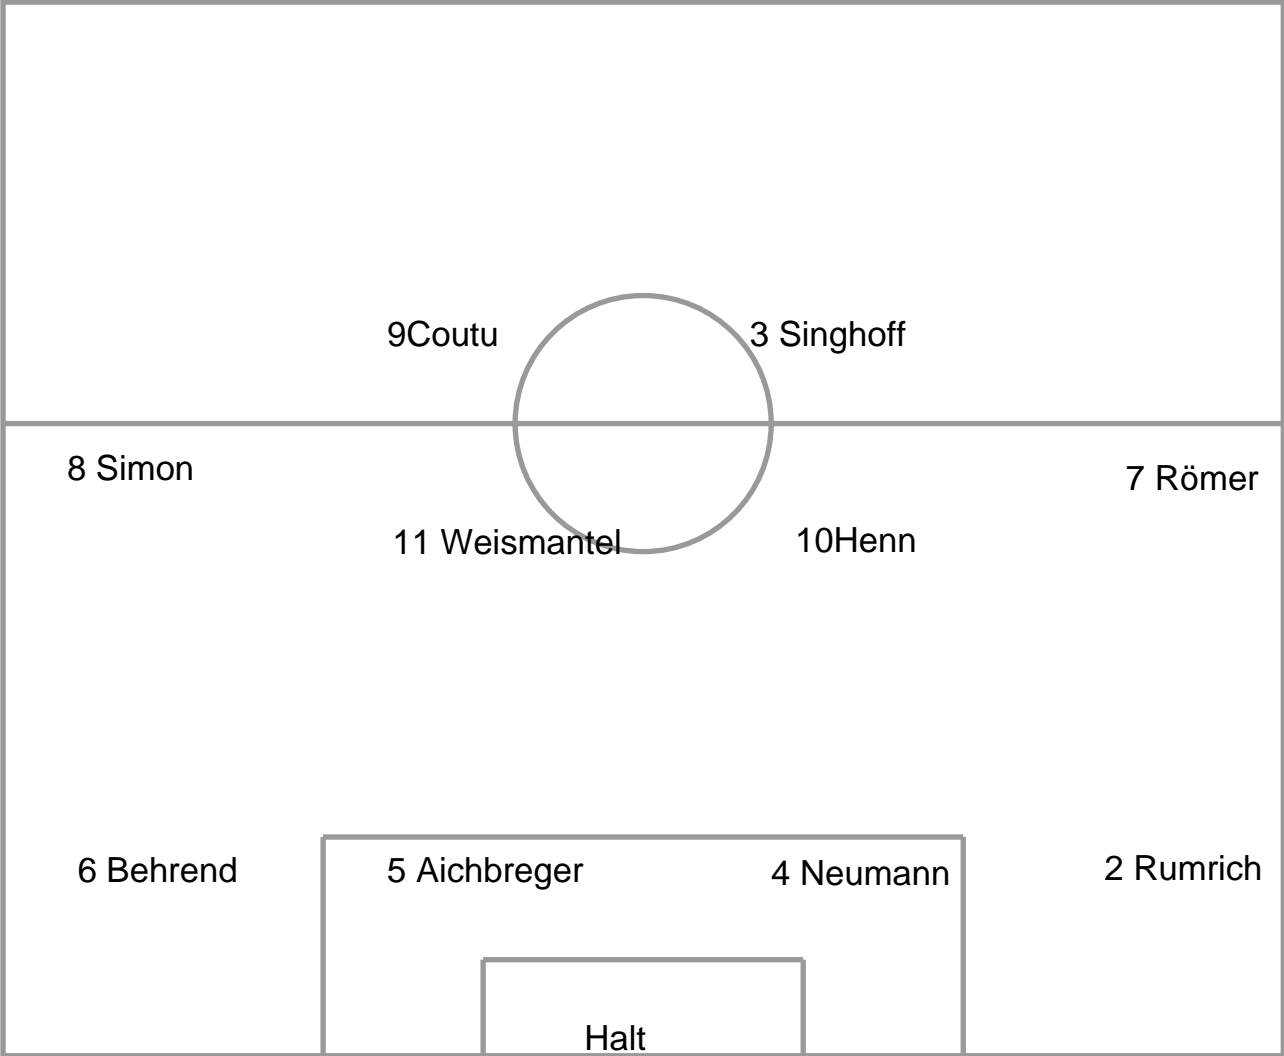 9Coutu
3 Singhoff
8 Simon
7 Römer
11 Weismantel
10Henn
6 Behrend
5 Aichbreger
4 Neumann
2 Rumrich
Halt